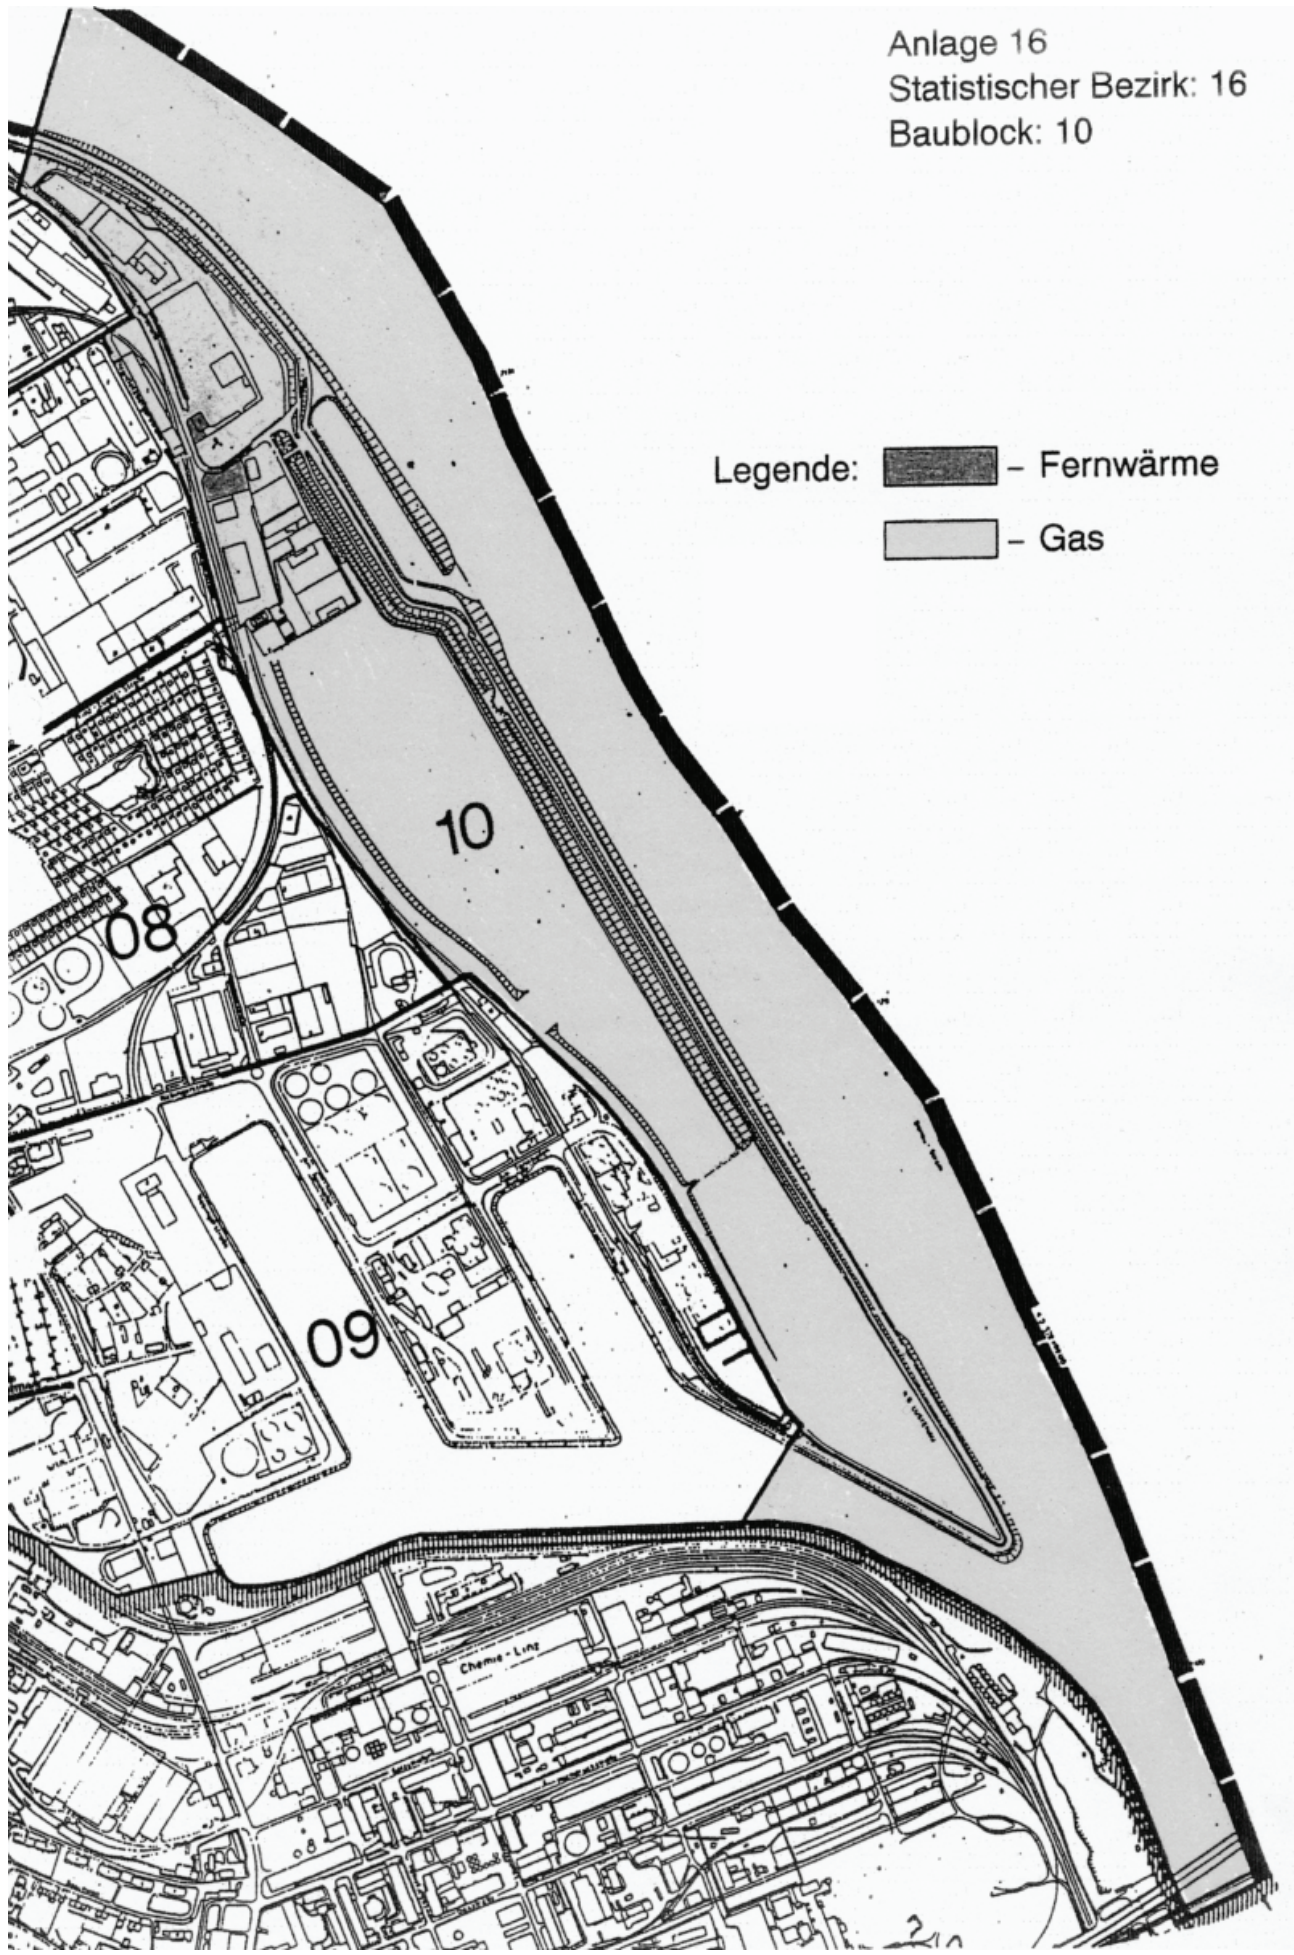 Anlage 16
Statistischer Bezirk: 16
Baublock: 10
Legende:
– Fernwärme
– Gas
10
08
09
Chemie-Linz